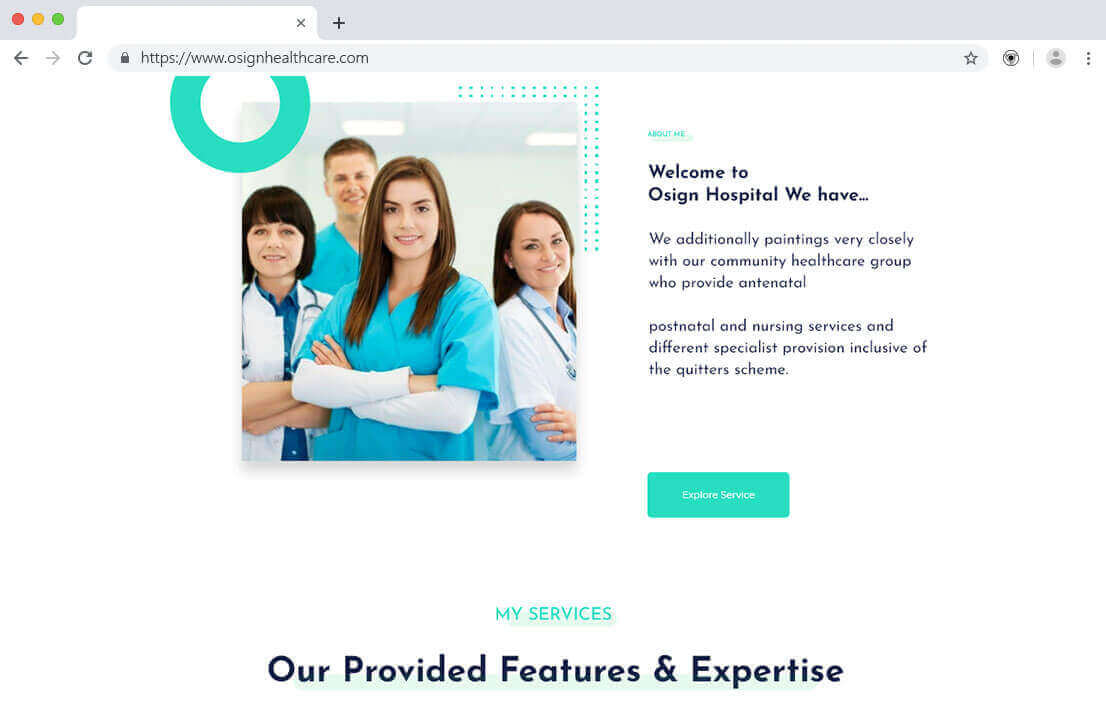 https://www.osignhealthcare.com
ABOUT ME
Welcome to
Osign Hospital We have...
We additionally paintings very closely
with our community healthcare group
who provide antenatal
postnatal and nursing services and
different specialist provision inclusive of
the quitters scheme.
Explore Service
MY SERVICES
Our Provided Features & Expertise